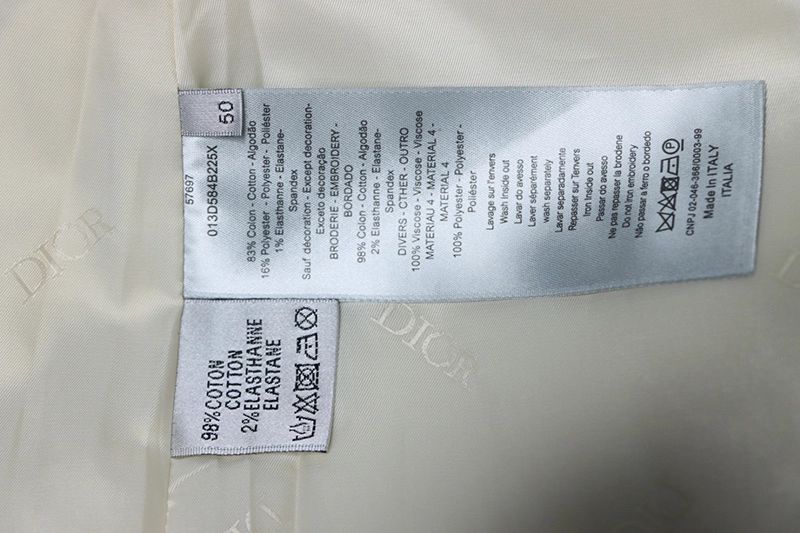 50
57697
013D584B225X
83% Colon - Cotton - Algodão
16% Polyester - Polyester - Poliéster
1% Elasthanne - Elastane-
Spandex
Sauf décoration - Except decoration-
Exceto decoração
BRODERIE - EMBROIDERY -
BORDADO
98% Coton - Cotton - Algodão
2% Elasthanne - Elastane-
Spandex
DIVERS - OTHER - OUTRO
100% Viscose - Viscose - Viscose
MATERIAU 4 - MATERIAL 4 -
MATERIAL 4
100% Polyester - Polyester -
Poliéster
Lavage sur l'envers
Wash Inside out
Lavar do avesso
Laver séparément
wash separately
Lavar separadamente
Repasser sur l'envers
Iron inside out
Passar do avesso
Ne pas repasser la broderie
Do not iron embroidery
Não passar a ferro o bordado
CNPJ 02-046-366/0003-99
Made In ITALY
ITALIA
98%COTON
COTTON
2%ELASTHANNE
ELASTANE
DIOR
DIOR
DIOR
DIOR